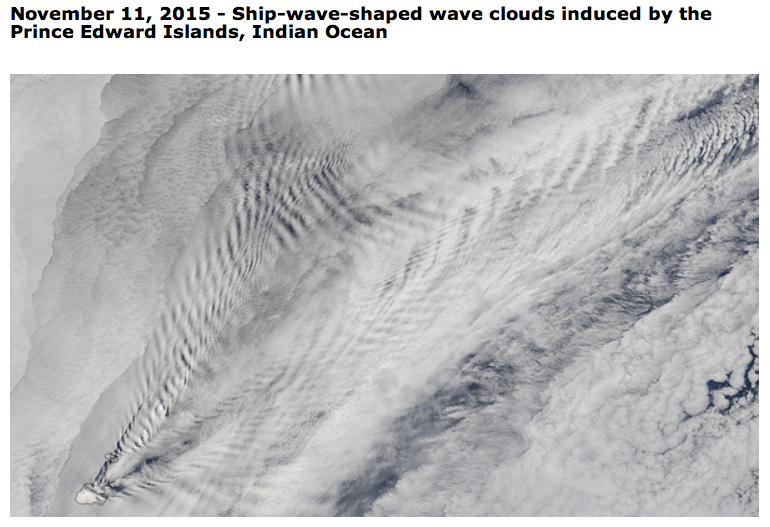 November 11, 2015 - Ship-wave-shaped wave clouds induced by the
Prince Edward Islands, Indian Ocean